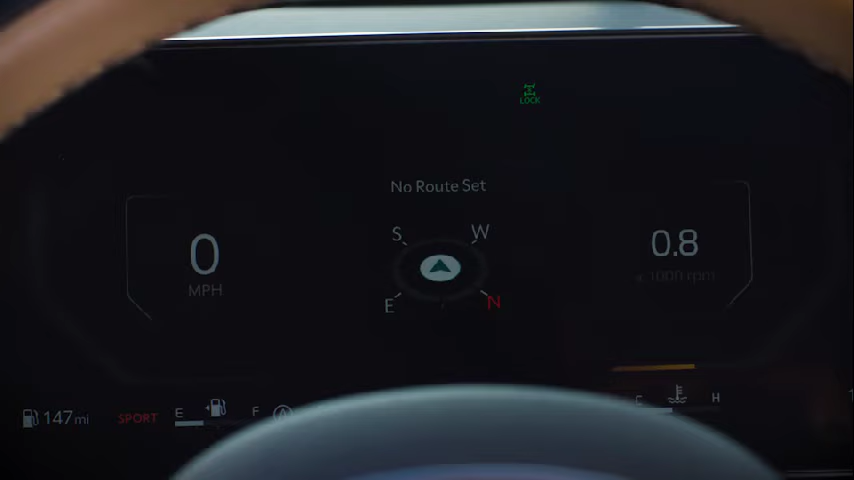 LOCK
No Route Set
S W
0
MPH
E N
0.8
x 1000 rpm
147 mi
SPORT
E F
A
C H